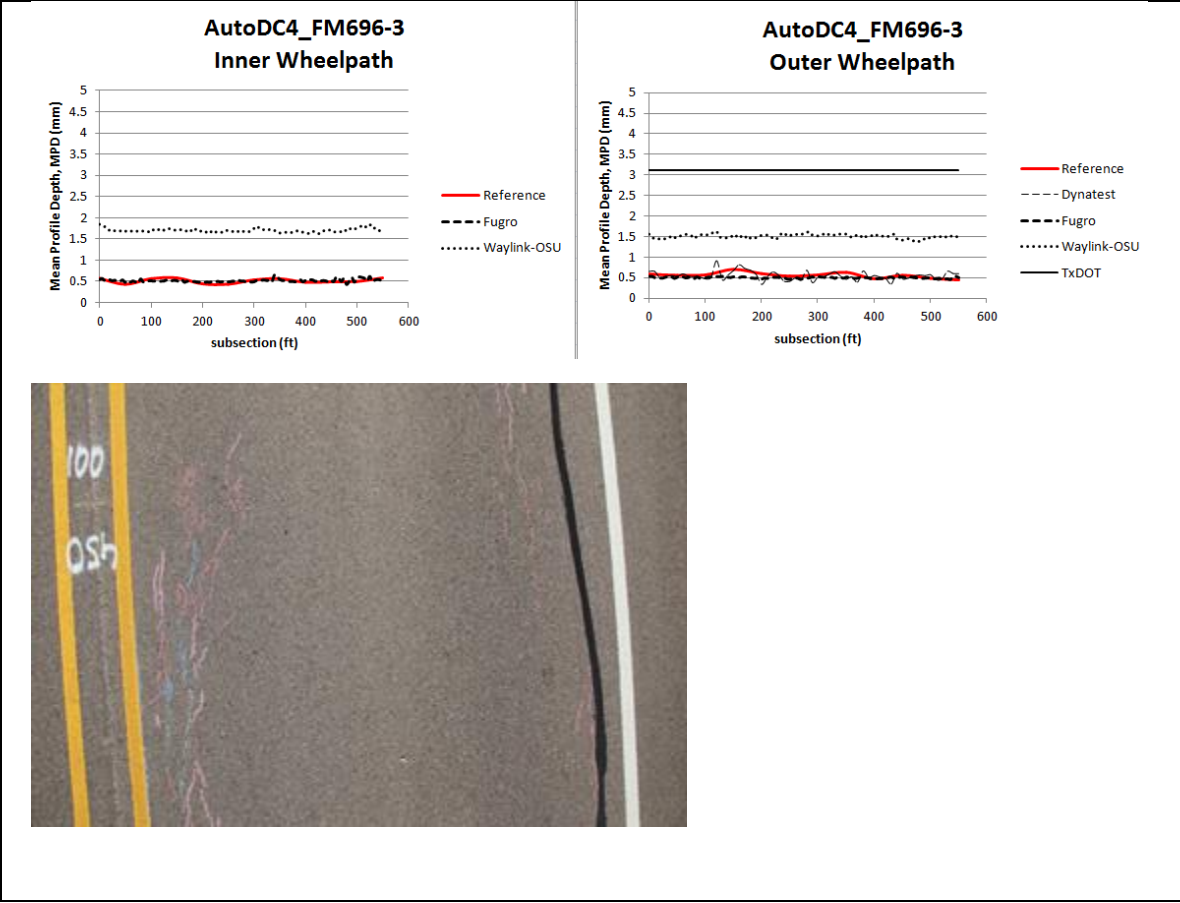 AutoDC4_FM696-3
Inner Wheelpath
Mean Profile Depth, MPD (mm)
5
4.5
4
3.5
3
2.5
2
1.5
1
0.5
0
0 100 200 300 400 500 600
subsection (ft)
Reference
Fugro
Waylink-OSU
AutoDC4_FM696-3
Outer Wheelpath
Mean Profile Depth, MPD (mm)
5
4.5
4
3.5
3
2.5
2
1.5
1
0.5
0
0 100 200 300 400 500 600
subsection (ft)
Reference
Dynatest
Fugro
Waylink-OSU
TxDOT
100
450